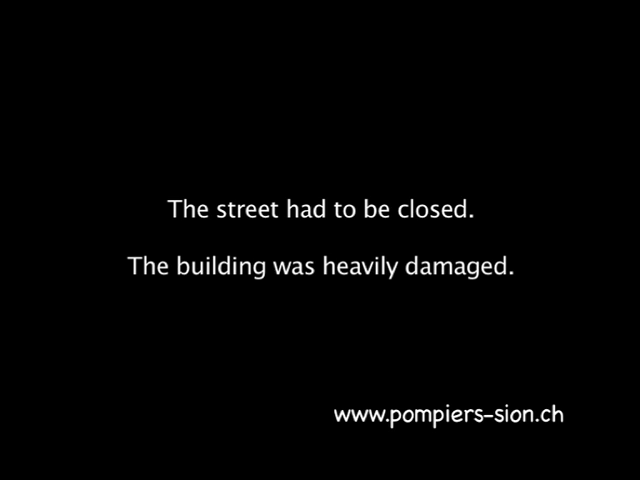 The street had to be closed.
The building was heavily damaged.
www.pompiers-sion.ch